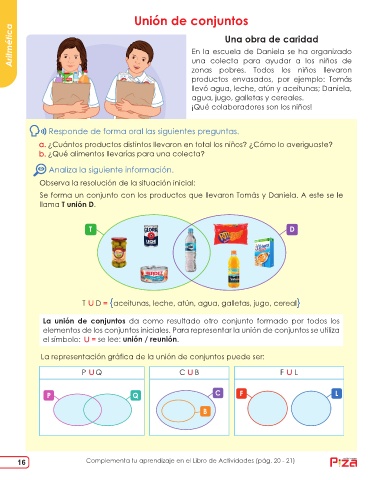 Aritmética
Unión de conjuntos
Una obra de caridad
En la escuela de Daniela se ha organizado
una colecta para ayudar a los niños de
zonas pobres. Todos los niños llevaron
productos envasados, por ejemplo: Tomás
llevó agua, leche, atún y aceitunas; Daniela,
agua, jugo, galletas y cereales.
¡Qué colaboradores son los niños!
Responde de forma oral las siguientes preguntas.
a. ¿Cuántos productos distintos llevaron en total los niños? ¿Cómo lo averiguaste?
b. ¿Qué alimentos llevarías para una colecta?
Analiza la siguiente información.
Observa la resolución de la situación inicial:
Se forma un conjunto con los productos que llevaron Tomás y Daniela. A este se le
llama T unión D.
T
D
GLORIA
LECHE
T U D = {aceitunas, leche, atún, agua, galletas, jugo, cereal}
La unión de conjuntos da como resultado otro conjunto formado por todos los
elementos de los conjuntos iniciales. Para representar la unión de conjuntos se utiliza
el símbolo: U = se lee: unión / reunión.
La representación gráfica de la unión de conjuntos puede ser:
P U Q
C U B
F U L
P
Q
C
B
F
L
16
Complementa tu aprendizaje en el Libro de Actividades (pág. 20 - 21)